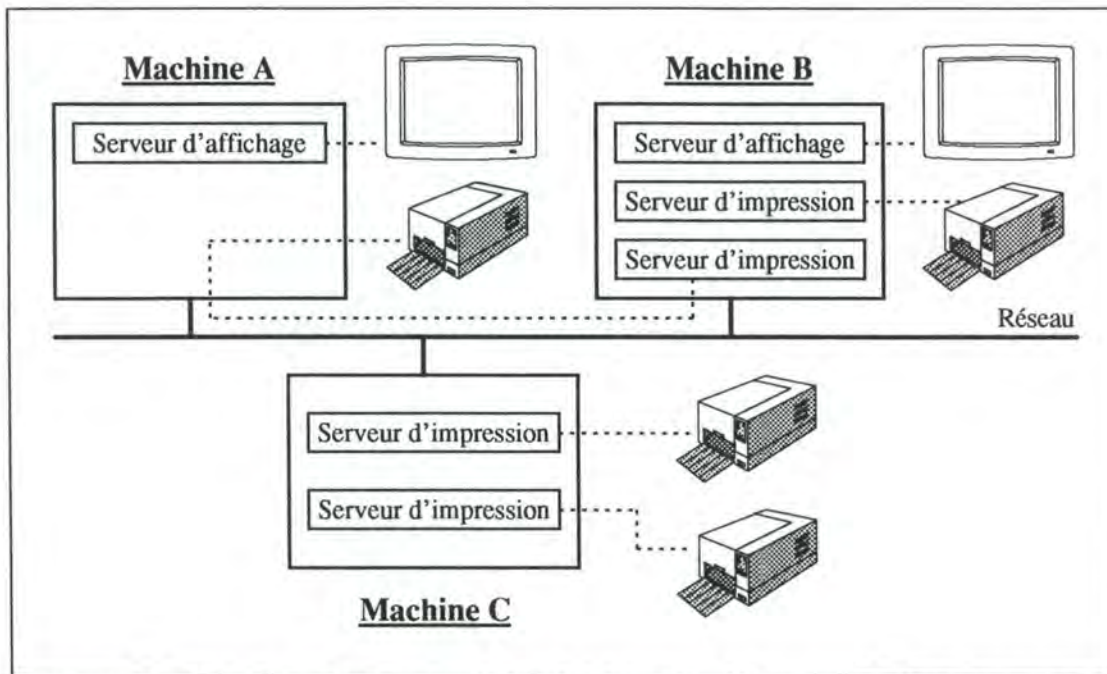 Machine A
Serveur d'affichage
Machine B
Serveur d'affichage
Serveur d'impression
Serveur d'impression
Réseau
Serveur d'impression
Serveur d'impression
Machine C